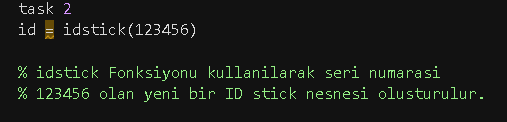 task 2
id = idstick(123456)
% idstick Fonksiyonu kullanilarak seri numarasi
% 123456 olan yeni bir ID stick nesnesi olusturulur.